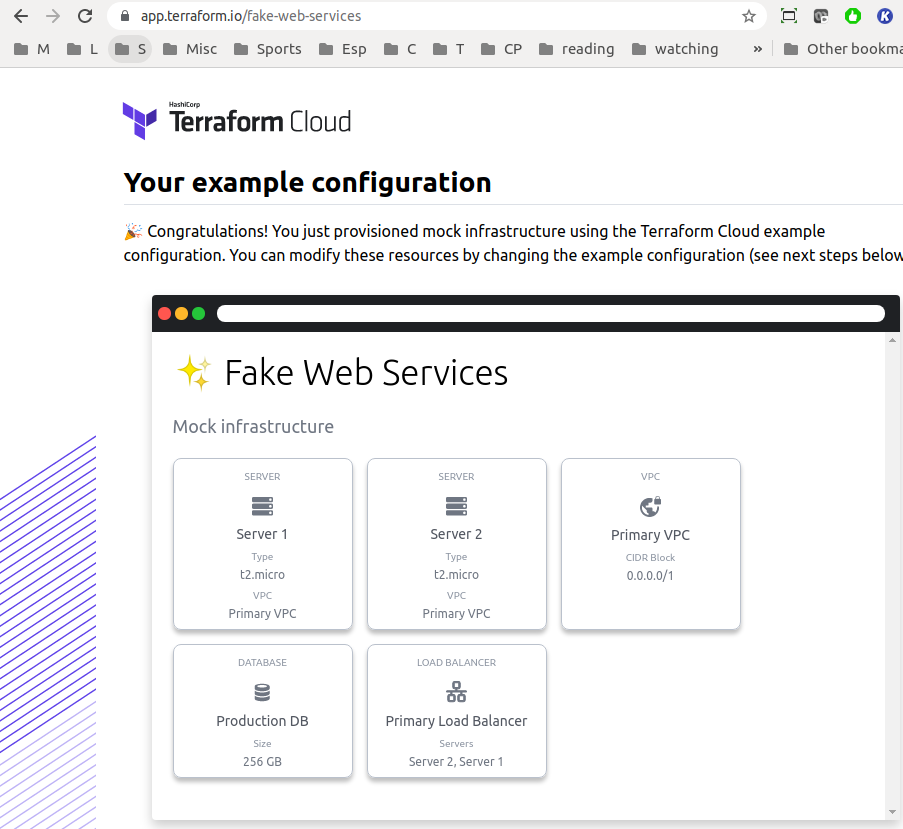 app.terraform.io/fake-web-services
M L S Misc Sports Esp C T CP reading watching » Other bookma
HashiCorp
Terraform Cloud
Your example configuration
🎉 Congratulations! You just provisioned mock infrastructure using the Terraform Cloud example
configuration. You can modify these resources by changing the example configuration (see next steps below
✨ Fake Web Services
Mock infrastructure
SERVER
Server 1
Type
t2.micro
VPC
Primary VPC
SERVER
Server 2
Type
t2.micro
VPC
Primary VPC
VPC
Primary VPC
CIDR Block
0.0.0.0/1
DATABASE
Production DB
Size
256 GB
LOAD BALANCER
Primary Load Balancer
Servers
Server 2, Server 1